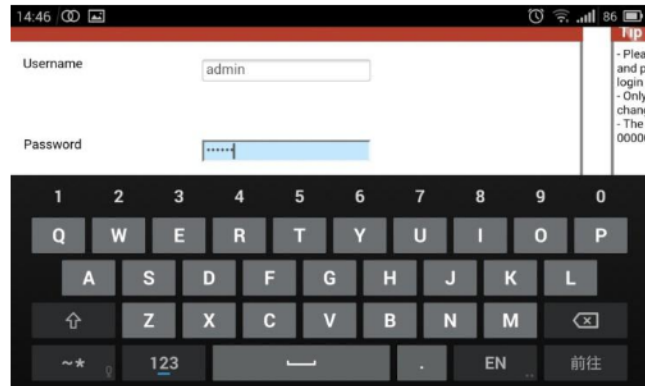 14:46 86
Tip
Username admin
- Plea
and p
login
- Only
chang
- The
Password ······
00000
1 2 3 4 5 6 7 8 9 0
Q W E R T Y U I O P
A S D F G H J K L
Z X C V B N M
~* 123 . EN 前往